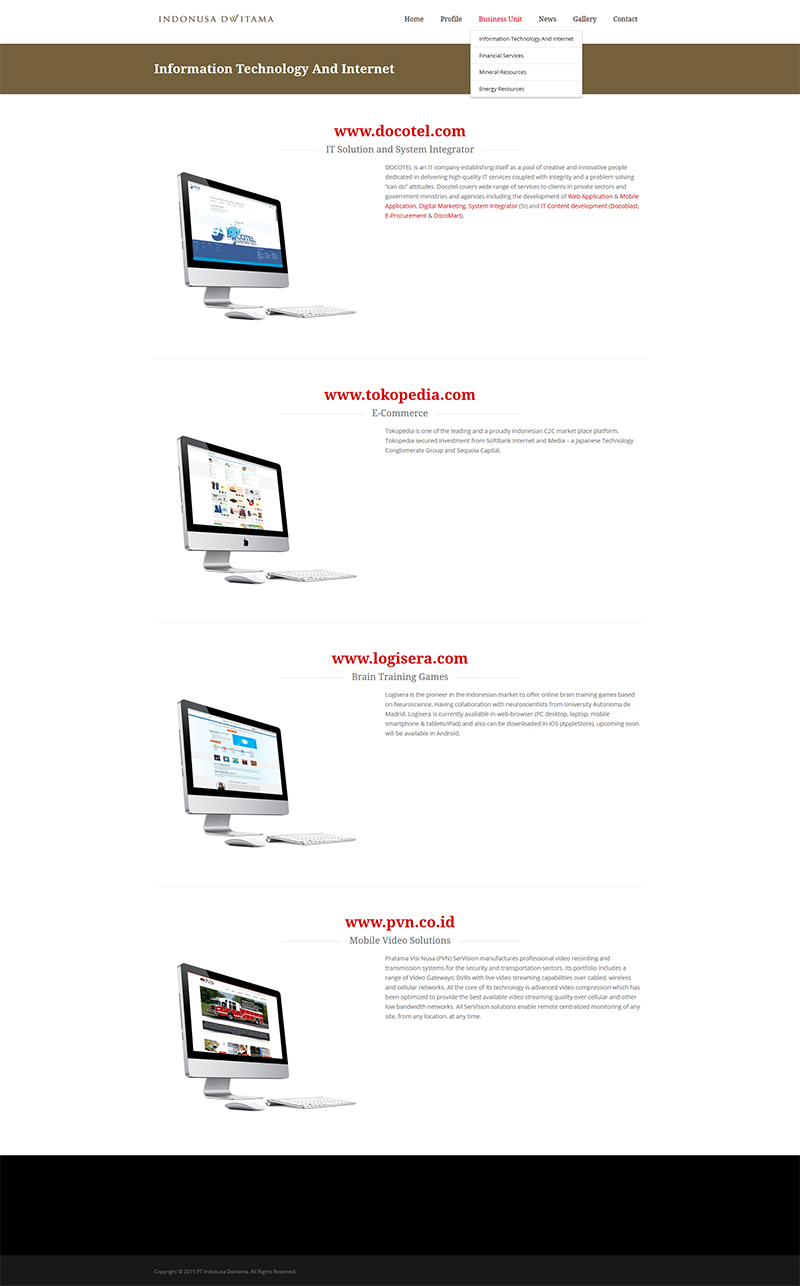 INDONUSA DWITAMA
Home Profile Business Unit News Gallery Contact
Information Technology And Internet
Financial Services
Mineral Resources
Energy Resources
Information Technology And Internet
www.docotel.com
IT Solution and System Integrator
DOCOTEL is an IT company establishing itself as a pool of creative and innovative people
dedicated in delivering high quality IT services coupled with integrity and a problem solving
"can do" attitudes. Docotel covers wide range of services to clients in private sectors and
government ministries and agencies including the development of Web Application & Mobile
Application, Digital Marketing, System Integrator (SI) and IT Content development (Docoblast,
E-Procurement & DocoMart).
DOCOTEL
www.tokopedia.com
E-Commerce
Tokopedia is one of the leading and a proudly Indonesian C2C market place platform.
Tokopedia secured investment from SoftBank Internet and Media – a Japanese Technology
Conglomerate Group and Sequoia Capital.
www.logisera.com
Brain Training Games
Logisera is the pioneer in the Indonesian market to offer online brain training games based
on Neuroscience. Having collaboration with neuroscientists from University Autonoma de
Madrid. Logisera is currently available in web-browser (PC desktop, laptop, mobile
smartphone & tablets/iPad) and also can be downloaded in iOS (AppleStore), upcoming soon
will be available in Android.
www.pvn.co.id
Mobile Video Solutions
Pratama Visi Nusa (PVN) SerVision manufactures professional video recording and
transmission systems for the security and transportation sectors. Its portfolio includes a
range of Video Gateways: DVRs with live video streaming capabilities over cabled, wireless
and cellular networks. At the core of its technology is advanced video compression which has
been optimized to provide the best available video streaming quality over cellular and other
low bandwidth networks. All SerVision solutions enable remote centralized monitoring of any
site, from any location, at any time.
PVN
Copyright © 2015 PT Indonusa Dwitama. All Rights Reserved